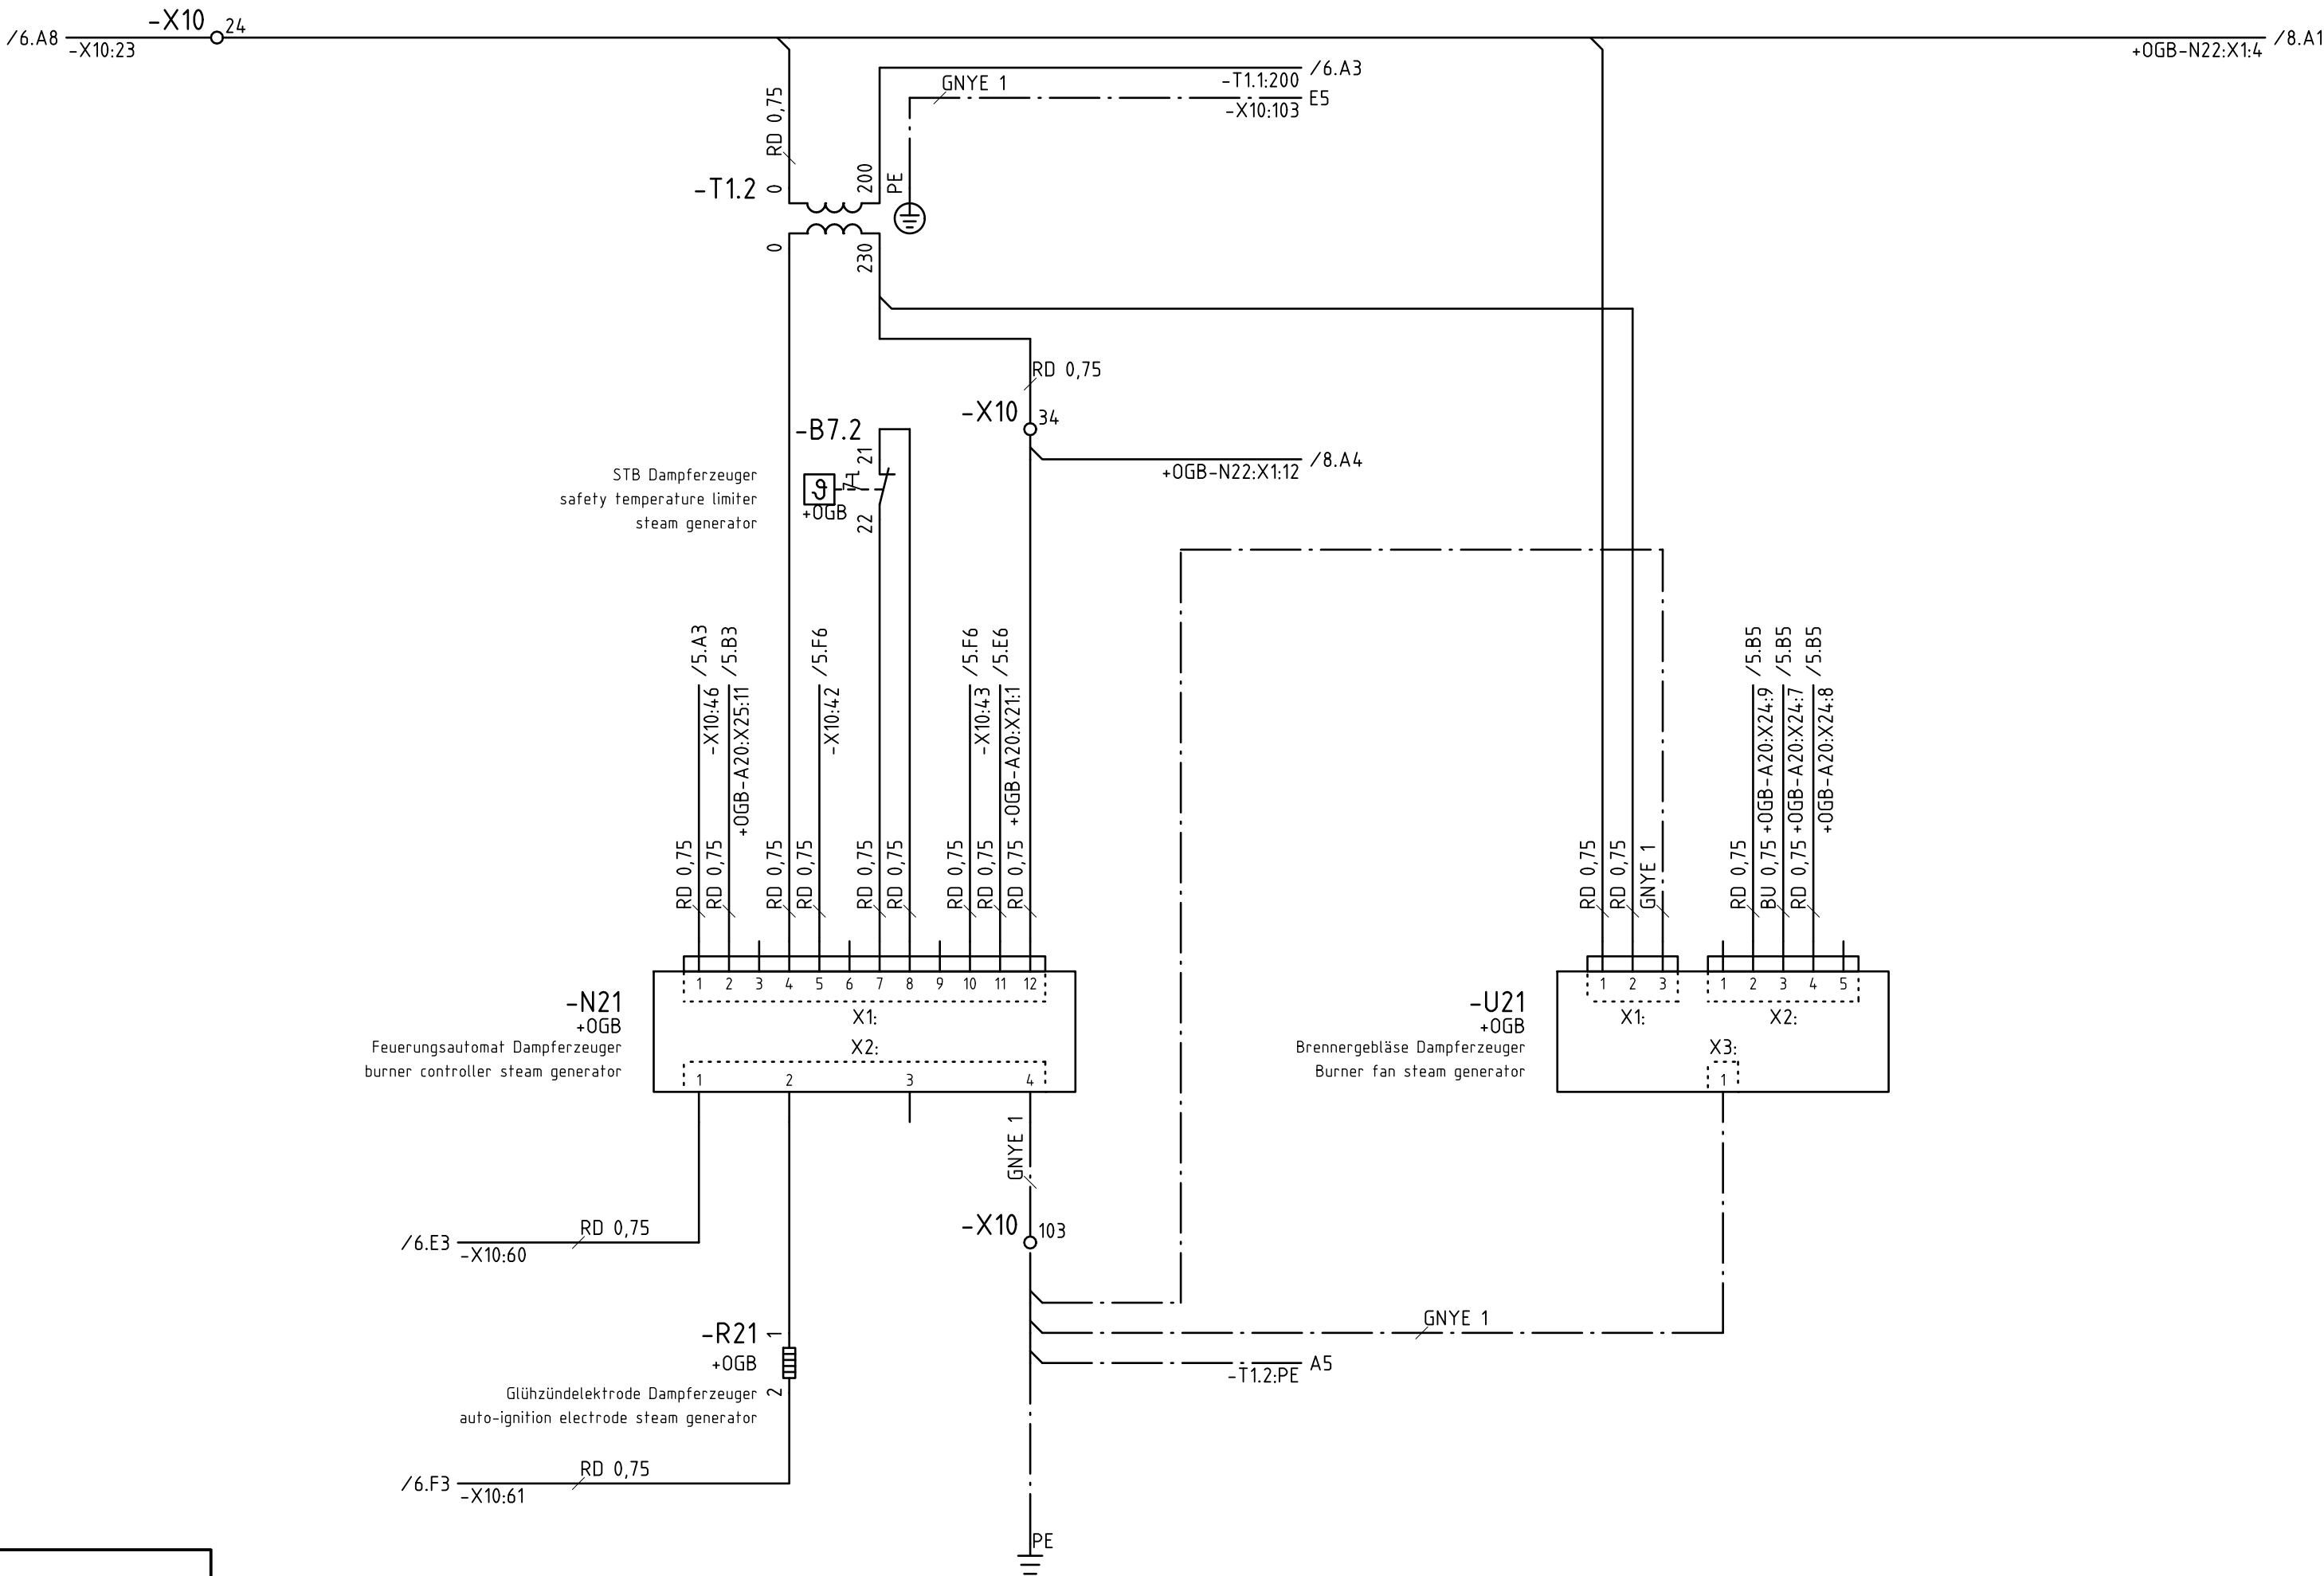 -X10 24
/6.A8
-X10:23
/8.A1
+0GB-N22:X1:4
/6.A3
-T1.1:200
GNYE 1
E5
-X10:103
RD 0,75
-T1.2
0
200
PE
0
230
RD 0,75
-X10
34
/8.A4
+0GB-N22:X1:12
-B7.2
21
22
ϑ
+0GB
STB Dampferzeuger
safety temperature limiter
steam generator
/5.A3
-X10:46
/5.B3
+0GB-A20:X25:11
/5.F6
-X10:42
/5.F6
-X10:43
/5.E6
+0GB-A20:X21:1
/5.B5
+0GB-A20:X24:9
/5.B5
+0GB-A20:X24:7
/5.B5
+0GB-A20:X24:8
RD 0,75
RD 0,75
RD 0,75
RD 0,75
RD 0,75
RD 0,75
RD 0,75
RD 0,75
RD 0,75
RD 0,75
RD 0,75
GNYE 1
RD 0,75
BU 0,75
RD 0,75
1 2 3 4 5 6 7 8 9 10 11 12
X1:
-N21
+0GB
Feuerungsautomat Dampferzeuger
burner controller steam generator
X2:
1 2 3 4
1 2 3
X1:
1 2 3 4 5
X2:
-U21
+0GB
Brennergebläse Dampferzeuger
Burner fan steam generator
X3:
1
GNYE 1
-X10
103
/6.E3
RD 0,75
-X10:60
GNYE 1
A5
-T1.2:PE
-R21
+0GB
1
2
Glühzündelektrode Dampferzeuger
auto-ignition electrode steam generator
/6.F3
RD 0,75
-X10:61
PE